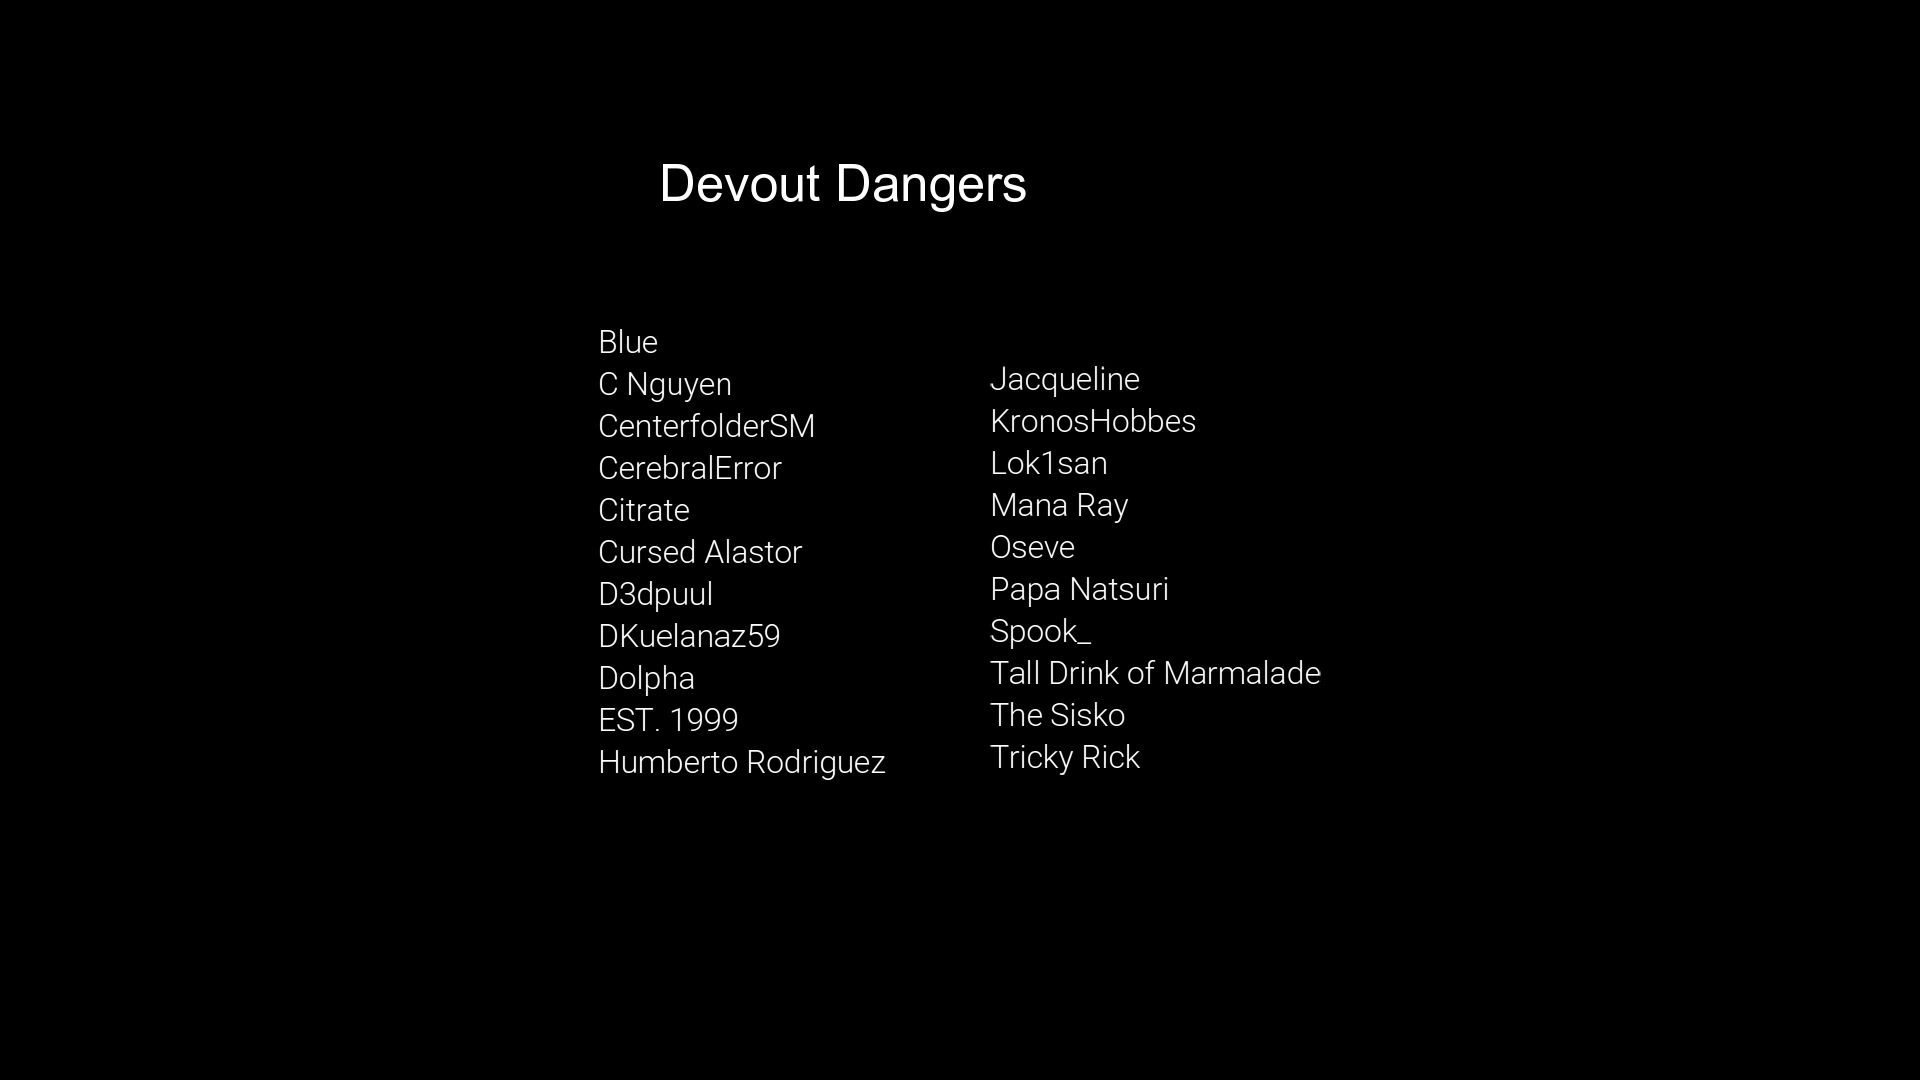 Devout Dangers
Blue
C Nguyen
CenterfolderSM
CerebralError
Citrate
Cursed Alastor
D3dpuul
DKuelanaz59
Dolpha
EST. 1999
Humberto Rodriguez
Jacqueline
KronosHobbes
Lok1san
Mana Ray
Oseve
Papa Natsuri
Spook_
Tall Drink of Marmalade
The Sisko
Tricky Rick